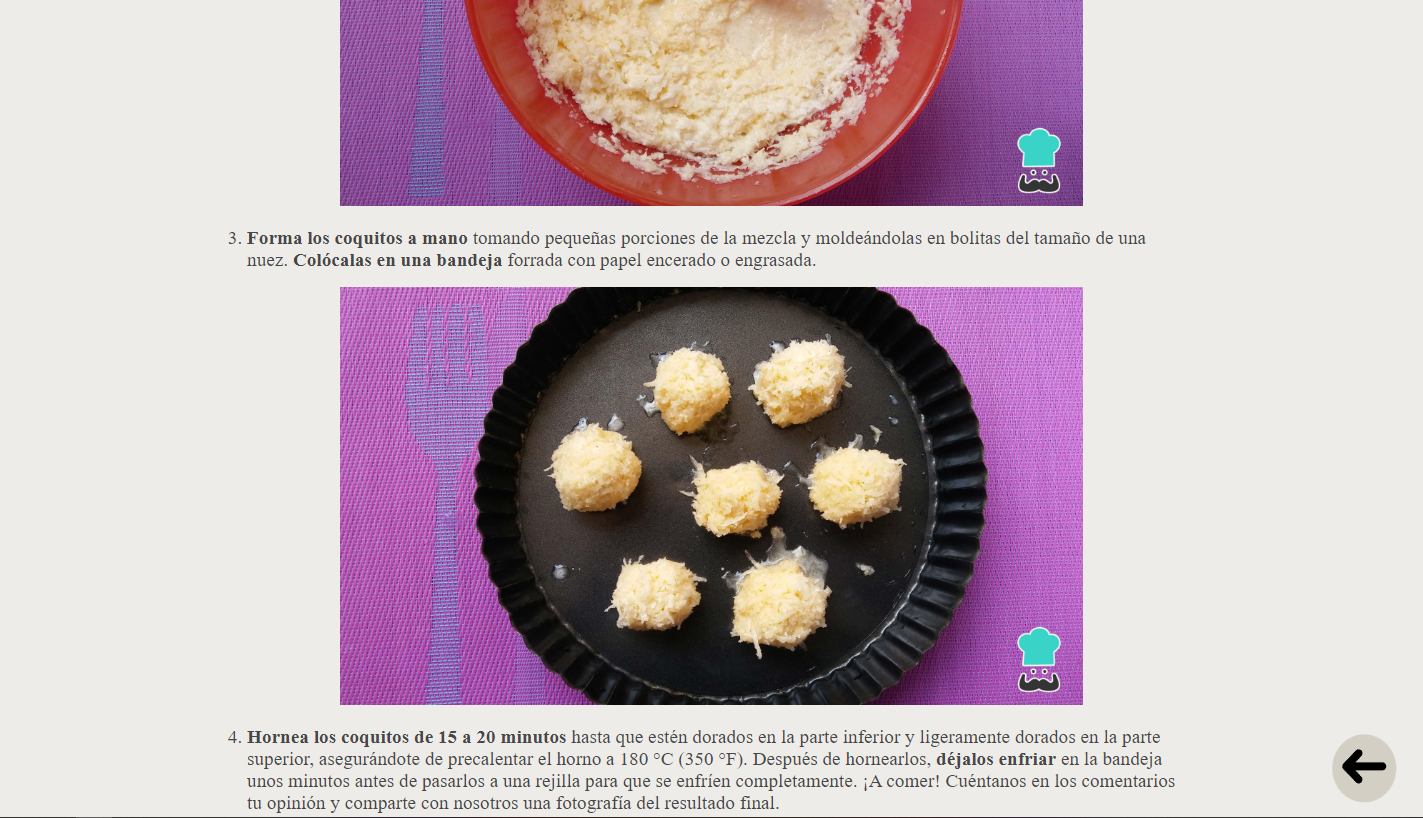 3. Forma los coquitos a mano tomando pequeñas porciones de la mezcla y moldeándolas en bolitas del tamaño de una
nuez. Colócalas en una bandeja forrada con papel encerado o engrasada.
4. Hornea los coquitos de 15 a 20 minutos hasta que estén dorados en la parte inferior y ligeramente dorados en la parte
superior, asegurándote de precalentar el horno a 180 °C (350 °F). Después de hornearlos, déjalos enfriar en la bandeja
unos minutos antes de pasarlos a una rejilla para que se enfríen completamente. ¡A comer! Cuéntanos en los comentarios
tu opinión y comparte con nosotros una fotografía del resultado final.